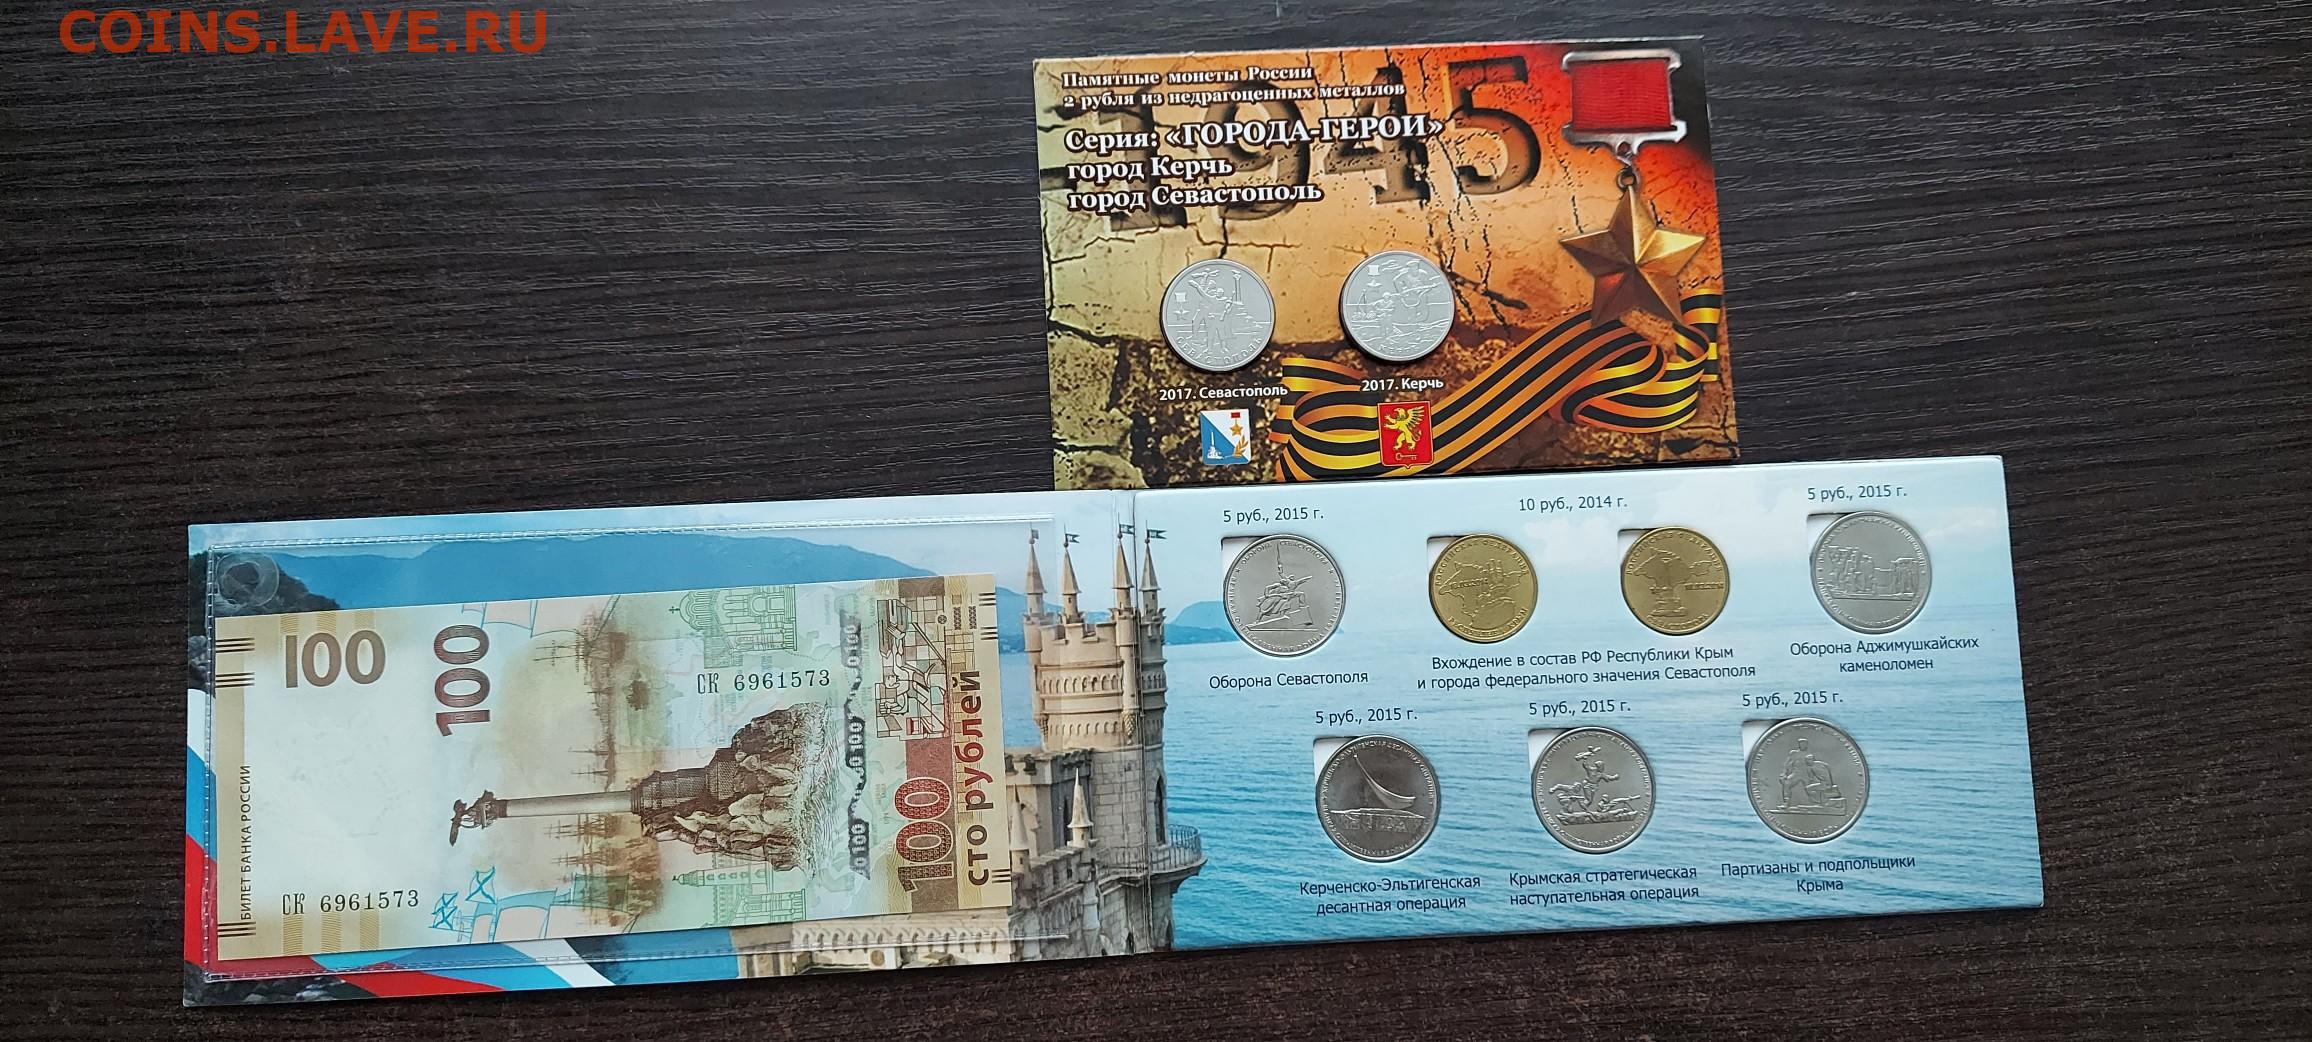 COINS.LAVE.RU
Памятные монеты России
2 рубля из недрагоценных металлов
1945
Серия: «ГОРОДА-ГЕРОИ»
город Керчь
город Севастополь
СЕВАСТОПОЛЬ
КЕРЧЬ
2017. Севастополь
2017. Керчь
100
100
СК 6961573
СК 6961573
БИЛЕТ БАНКА РОССИИ
100
сто рублей
5 руб., 2015 г.
10 руб., 2014 г.
5 руб., 2015 г.
Оборона Севастополя
Вхождение в состав РФ Республики Крым
и города федерального значения Севастополя
Оборона Аджимушкайских
каменоломен
5 руб., 2015 г.
5 руб., 2015 г.
5 руб., 2015 г.
Керченско-Эльтигенская
десантная операция
Крымская стратегическая
наступательная операция
Партизаны и подпольщики
Крыма